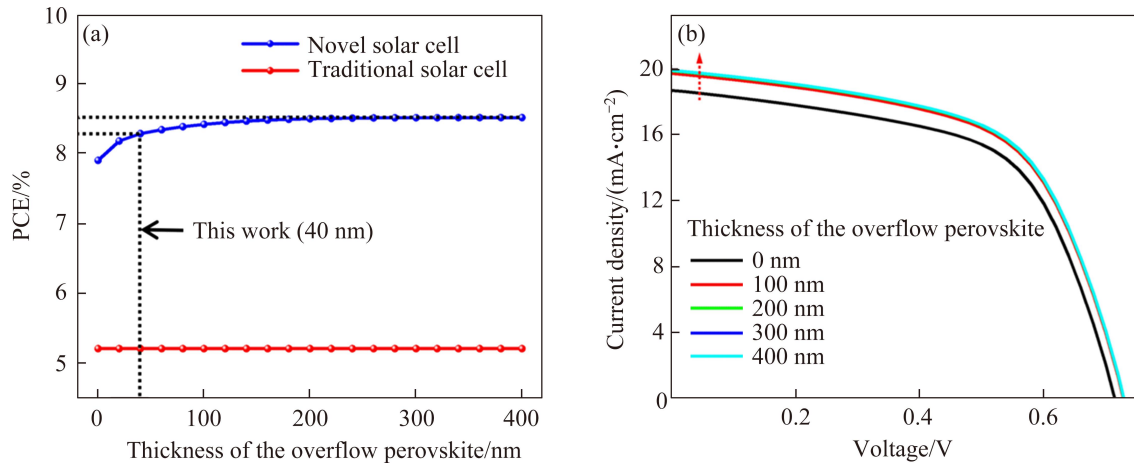 (a)
Novel solar cell
Traditional solar cell
This work (40 nm)
PCE/%
10
9
8
7
6
5
0
100
200
300
400
Thickness of the overflow perovskite/nm
(b)
Current density/(mA·cm⁻²)
20
16
12
8
4
0
Thickness of the overflow perovskite
0 nm
100 nm
200 nm
300 nm
400 nm
0.2
0.4
0.6
Voltage/V